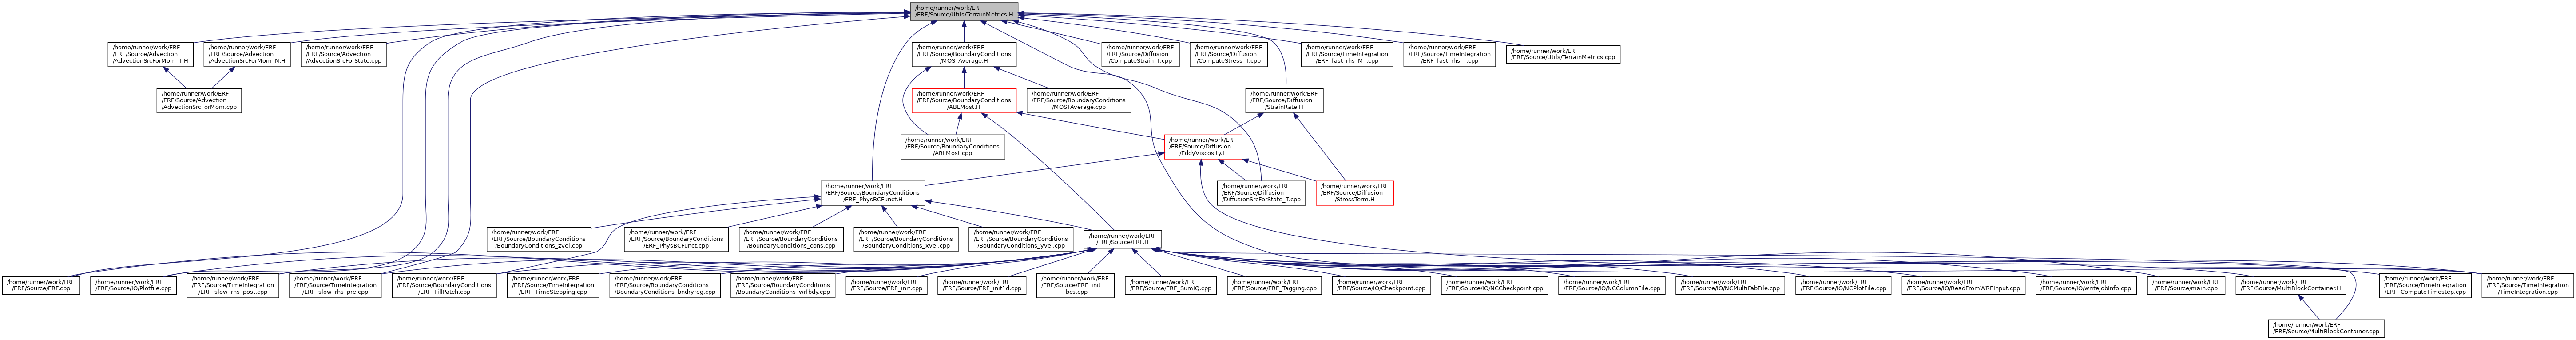 /home/runner/work/ERF
/ERF/Source/Utils/TerrainMetrics.H
/home/runner/work/ERF
/ERF/Source/Advection
/AdvectionSrcForMom_T.H
/home/runner/work/ERF
/ERF/Source/Advection
/AdvectionSrcForMom_N.H
/home/runner/work/ERF
/ERF/Source/Advection
/AdvectionSrcForState.cpp
/home/runner/work/ERF
/ERF/Source/BoundaryConditions
/MOSTAverage.H
/home/runner/work/ERF
/ERF/Source/Diffusion
/ComputeStrain_T.cpp
/home/runner/work/ERF
/ERF/Source/Diffusion
/ComputeStress_T.cpp
/home/runner/work/ERF
/ERF/Source/TimeIntegration
/ERF_fast_rhs_MT.cpp
/home/runner/work/ERF
/ERF/Source/TimeIntegration
/ERF_fast_rhs_T.cpp
/home/runner/work/ERF
/ERF/Source/Utils/TerrainMetrics.cpp
/home/runner/work/ERF
/ERF/Source/Advection
/AdvectionSrcForMom.cpp
/home/runner/work/ERF
/ERF/Source/BoundaryConditions
/ABLMost.H
/home/runner/work/ERF
/ERF/Source/BoundaryConditions
/MOSTAverage.cpp
/home/runner/work/ERF
/ERF/Source/Diffusion
/StrainRate.H
/home/runner/work/ERF
/ERF/Source/BoundaryConditions
/ABLMost.cpp
/home/runner/work/ERF
/ERF/Source/Diffusion
/EddyViscosity.H
/home/runner/work/ERF
/ERF/Source/BoundaryConditions
/ERF_PhysBCFunct.H
/home/runner/work/ERF
/ERF/Source/Diffusion
/DiffusionSrcForState_T.cpp
/home/runner/work/ERF
/ERF/Source/Diffusion
/StressTerm.H
/home/runner/work/ERF
/ERF/Source/BoundaryConditions
/BoundaryConditions_zvel.cpp
/home/runner/work/ERF
/ERF/Source/BoundaryConditions
/ERF_PhysBCFunct.cpp
/home/runner/work/ERF
/ERF/Source/BoundaryConditions
/BoundaryConditions_cons.cpp
/home/runner/work/ERF
/ERF/Source/BoundaryConditions
/BoundaryConditions_xvel.cpp
/home/runner/work/ERF
/ERF/Source/BoundaryConditions
/BoundaryConditions_yvel.cpp
/home/runner/work/ERF
/ERF/Source/ERF.H
/home/runner/work/ERF
/ERF/Source/ERF.cpp
/home/runner/work/ERF
/ERF/Source/IO/Plotfile.cpp
/home/runner/work/ERF
/ERF/Source/TimeIntegration
/ERF_slow_rhs_post.cpp
/home/runner/work/ERF
/ERF/Source/TimeIntegration
/ERF_slow_rhs_pre.cpp
/home/runner/work/ERF
/ERF/Source/BoundaryConditions
/ERF_FillPatch.cpp
/home/runner/work/ERF
/ERF/Source/TimeIntegration
/ERF_TimeStepping.cpp
/home/runner/work/ERF
/ERF/Source/BoundaryConditions
/BoundaryConditions_bndryreg.cpp
/home/runner/work/ERF
/ERF/Source/BoundaryConditions
/BoundaryConditions_wrfbdy.cpp
/home/runner/work/ERF
/ERF/Source/ERF_init.cpp
/home/runner/work/ERF
/ERF/Source/ERF_init1d.cpp
/home/runner/work/ERF
/ERF/Source/ERF_init
_bcs.cpp
/home/runner/work/ERF
/ERF/Source/ERF_SumIQ.cpp
/home/runner/work/ERF
/ERF/Source/ERF_Tagging.cpp
/home/runner/work/ERF
/ERF/Source/IO/Checkpoint.cpp
/home/runner/work/ERF
/ERF/Source/IO/NCCheckpoint.cpp
/home/runner/work/ERF
/ERF/Source/IO/NCColumnFile.cpp
/home/runner/work/ERF
/ERF/Source/IO/NCMultiFabFile.cpp
/home/runner/work/ERF
/ERF/Source/IO/NCPlotFile.cpp
/home/runner/work/ERF
/ERF/Source/IO/ReadFromWRFInput.cpp
/home/runner/work/ERF
/ERF/Source/IO/writeJobInfo.cpp
/home/runner/work/ERF
/ERF/Source/main.cpp
/home/runner/work/ERF
/ERF/Source/MultiBlockContainer.H
/home/runner/work/ERF
/ERF/Source/TimeIntegration
/ERF_ComputeTimestep.cpp
/home/runner/work/ERF
/ERF/Source/TimeIntegration
/TimeIntegration.cpp
/home/runner/work/ERF
/ERF/Source/MultiBlockContainer.cpp